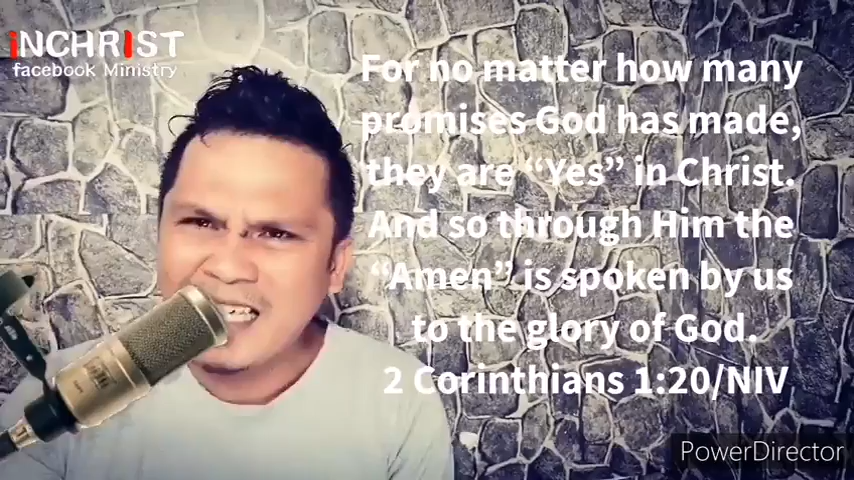 iNCHRIST
facebook Ministry
For no matter how many
promises God has made,
they are “Yes” in Christ.
And so through Him the
“Amen” is spoken by us
to the glory of God.
2 Corinthians 1:20/NIV
PowerDirector